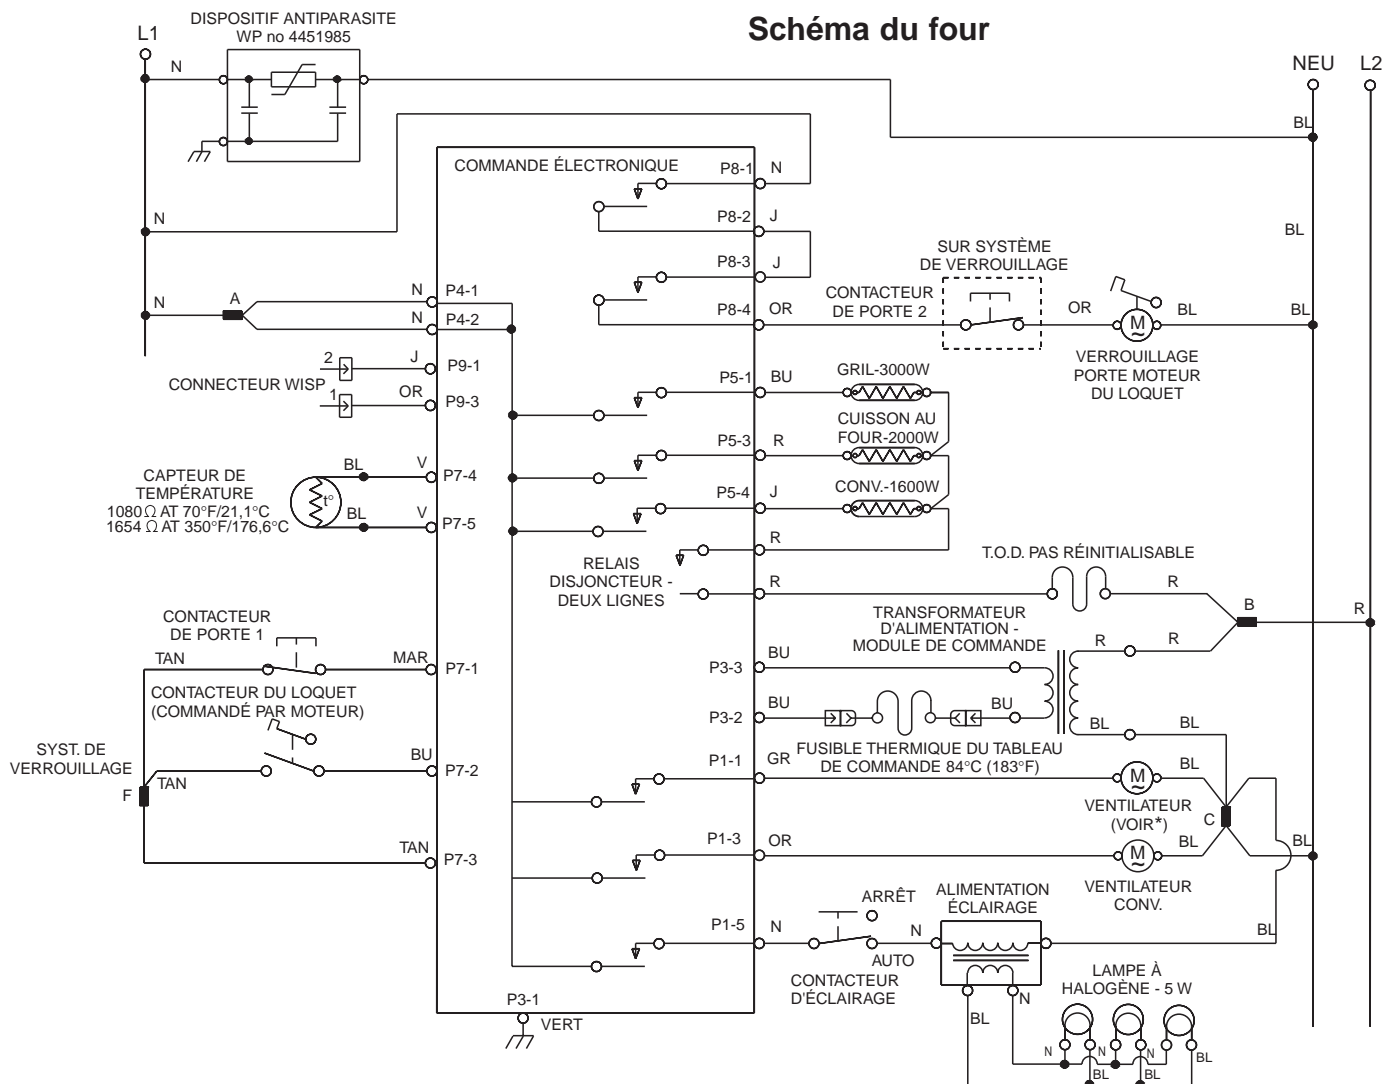 Schéma du four
DISPOSITIF ANTIPARASITE
WP no 4451985
L1
N
NEU
L2
BL
COMMANDE ÉLECTRONIQUE
P8-1
N
N
P8-2
J
BL
P8-3
J
SUR SYSTÈME
DE VERROUILLAGE
N
A
N
P4-1
N
P4-2
P8-4
OR
CONTACTEUR
DE PORTE 2
OR
M
~
BL
BL
VERROUILLAGE
PORTE MOTEUR
DU LOQUET
CONNECTEUR WISP
2
J
P9-1
1
OR
P9-3
P5-1
BU
GRIL-3000W
P5-3
R
CUISSON AU
FOUR-2000W
P5-4
J
CONV.-1600W
CAPTEUR DE
TEMPÉRATURE
1080Ω AT 70°F/21,1°C
1654 Ω AT 350°F/176,6°C
t°
BL
V
P7-4
BL
V
P7-5
R
RELAIS
DISJONCTEUR -
DEUX LIGNES
R
T.O.D. PAS RÉINITIALISABLE
R
B
R
CONTACTEUR
DE PORTE 1
TAN
MAR
P7-1
TRANSFORMATEUR
D'ALIMENTATION -
MODULE DE COMMANDE
R
R
P3-3
BU
P3-2
BU
BU
BL
BL
CONTACTEUR DU LOQUET
(COMMANDÉ PAR MOTEUR)
SYST. DE
VERROUILLAGE
F
TAN
BU
P7-2
FUSIBLE THERMIQUE DU TABLEAU
DE COMMANDE 84°C (183°F)
P1-1
GR
M
~
BL
VENTILATEUR
(VOIR*)
C
TAN
P7-3
P1-3
OR
M
~
BL
BL
VENTILATEUR
CONV.
P1-5
N
ARRÊT
AUTO
CONTACTEUR
D'ÉCLAIRAGE
N
ALIMENTATION
ÉCLAIRAGE
BL
BL
N
LAMPE À
HALOGÈNE - 5 W
N
N
N
BL
BL
BL
P3-1
VERT